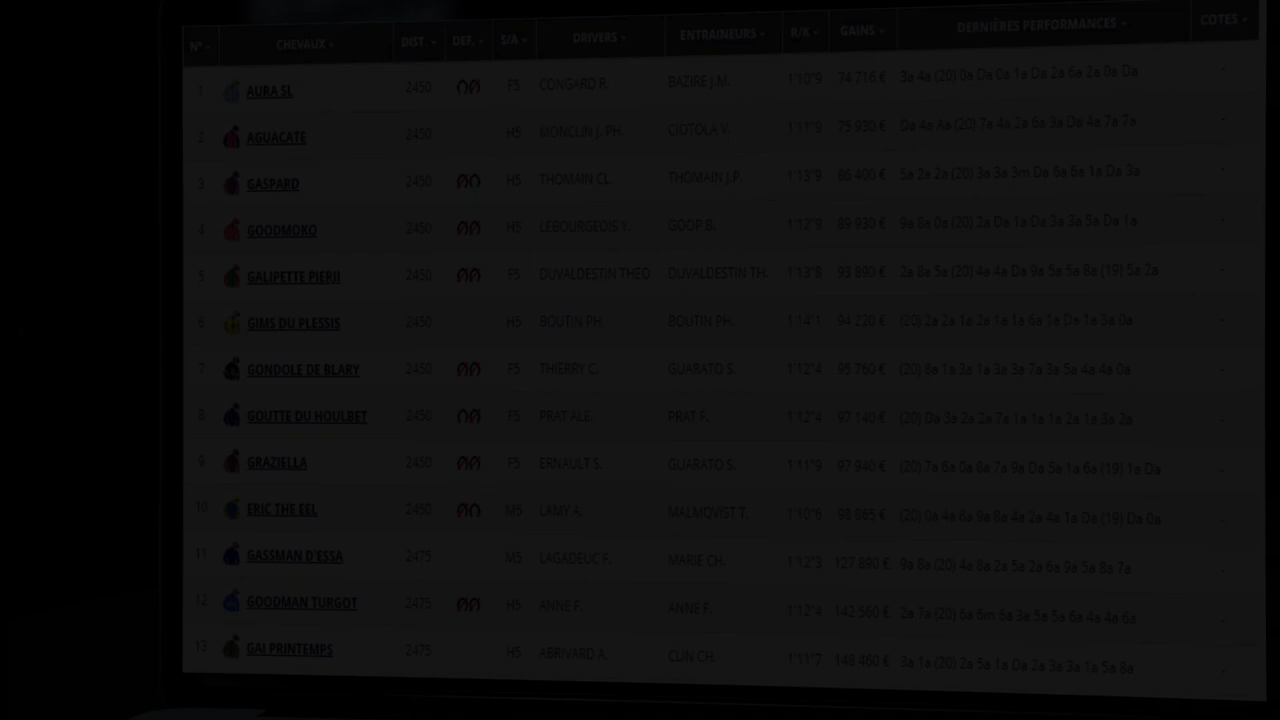 N° CHEVAUX DIST. DEF. S/A DRIVERS ENTRAINEURS R/K GAINS DERNIÈRES PERFORMANCES COTES
1 AURA SL 2450 F5 CONGARD R. BAZIRE J.M. 1'10"9 74 716 € 3a 4a (20) 0a Da 0a 1a Da 2a 6a 2a 0a Da -
2 AGUACATE 2450 H5 MONCLIN J. PH. CIOTOLA V. 1'11"9 75 930 € Da 4a Aa (20) 7a 4a 2a 6a 3a Da 4a 7a 7a -
3 GASPARD 2450 H5 THOMAIN CL. THOMAIN J.P. 1'13"9 86 400 € 5a 2a 2a (20) 3a 3a 3m Da 6a 6a 1a Da 3a -
4 GOODMORO 2450 H5 LEBOURGEOIS Y. GOOP B. 1'12"9 89 930 € 9a 8a 0a (20) 2a Da 1a Da 3a 3a 5a Da 1a -
5 GALIPETTE PIERJI 2450 F5 DUVALDESTIN THEO DUVALDESTIN TH. 1'13"8 93 890 € 2a 8a 5a (20) 4a 4a Da 9a 5a 5a 8a (19) 5a 2a -
6 GIMS DU PLESSIS 2450 H5 BOUTIN PH. BOUTIN PH. 1'14"1 94 220 € (20) 2a 2a 1a 2a 1a 1a 6a 1a Da 1a 3a 0a -
7 GONDOLE DE BLARY 2450 F5 THIERRY C. GUARATO S. 1'12"4 95 760 € (20) 8a 1a 3a 1a 3a 3a 7a 3a 5a 4a 4a 0a -
8 GOUTTE DU HOULBET 2450 F5 PRAT ALE. PRAT F. 1'12"4 97 140 € (20) Da 3a 2a 2a 7a 1a 1a 1a 2a 1a 3a 2a -
9 GRAZIELLA 2450 F5 ERNAULT S. GUARATO S. 1'11"9 97 940 € (20) 7a 6a 0a 8a 7a 9a Da 5a 1a 6a (19) 1a Da -
10 ERIC THE EEL 2450 M5 LAMY A. MALMQVIST T. 1'10"6 98 865 € (20) 0a 4a 6a 9a 8a 4a 2a 4a 1a Da (19) Da 0a -
11 GASSMAN D'ESSA 2475 M5 LAGADEUC F. MARIE CH. 1'12"3 127 890 € 9a 8a (20) 4a 8a 2a 5a 2a 6a 9a 5a 8a 7a -
12 GOODMAN TURGOT 2475 H5 ANNE F. ANNE F. 1'12"4 142 560 € 2a 7a (20) 6a 6m 6a 3a 5a 5a 6a 4a 4a 6a -
13 GAI PRINTEMPS 2475 H5 ABRIVARD A. CLIN CH. 1'11"7 148 460 € 3a 1a (20) 2a 5a 1a Da 2a 3a 3a 1a 5a 8a -